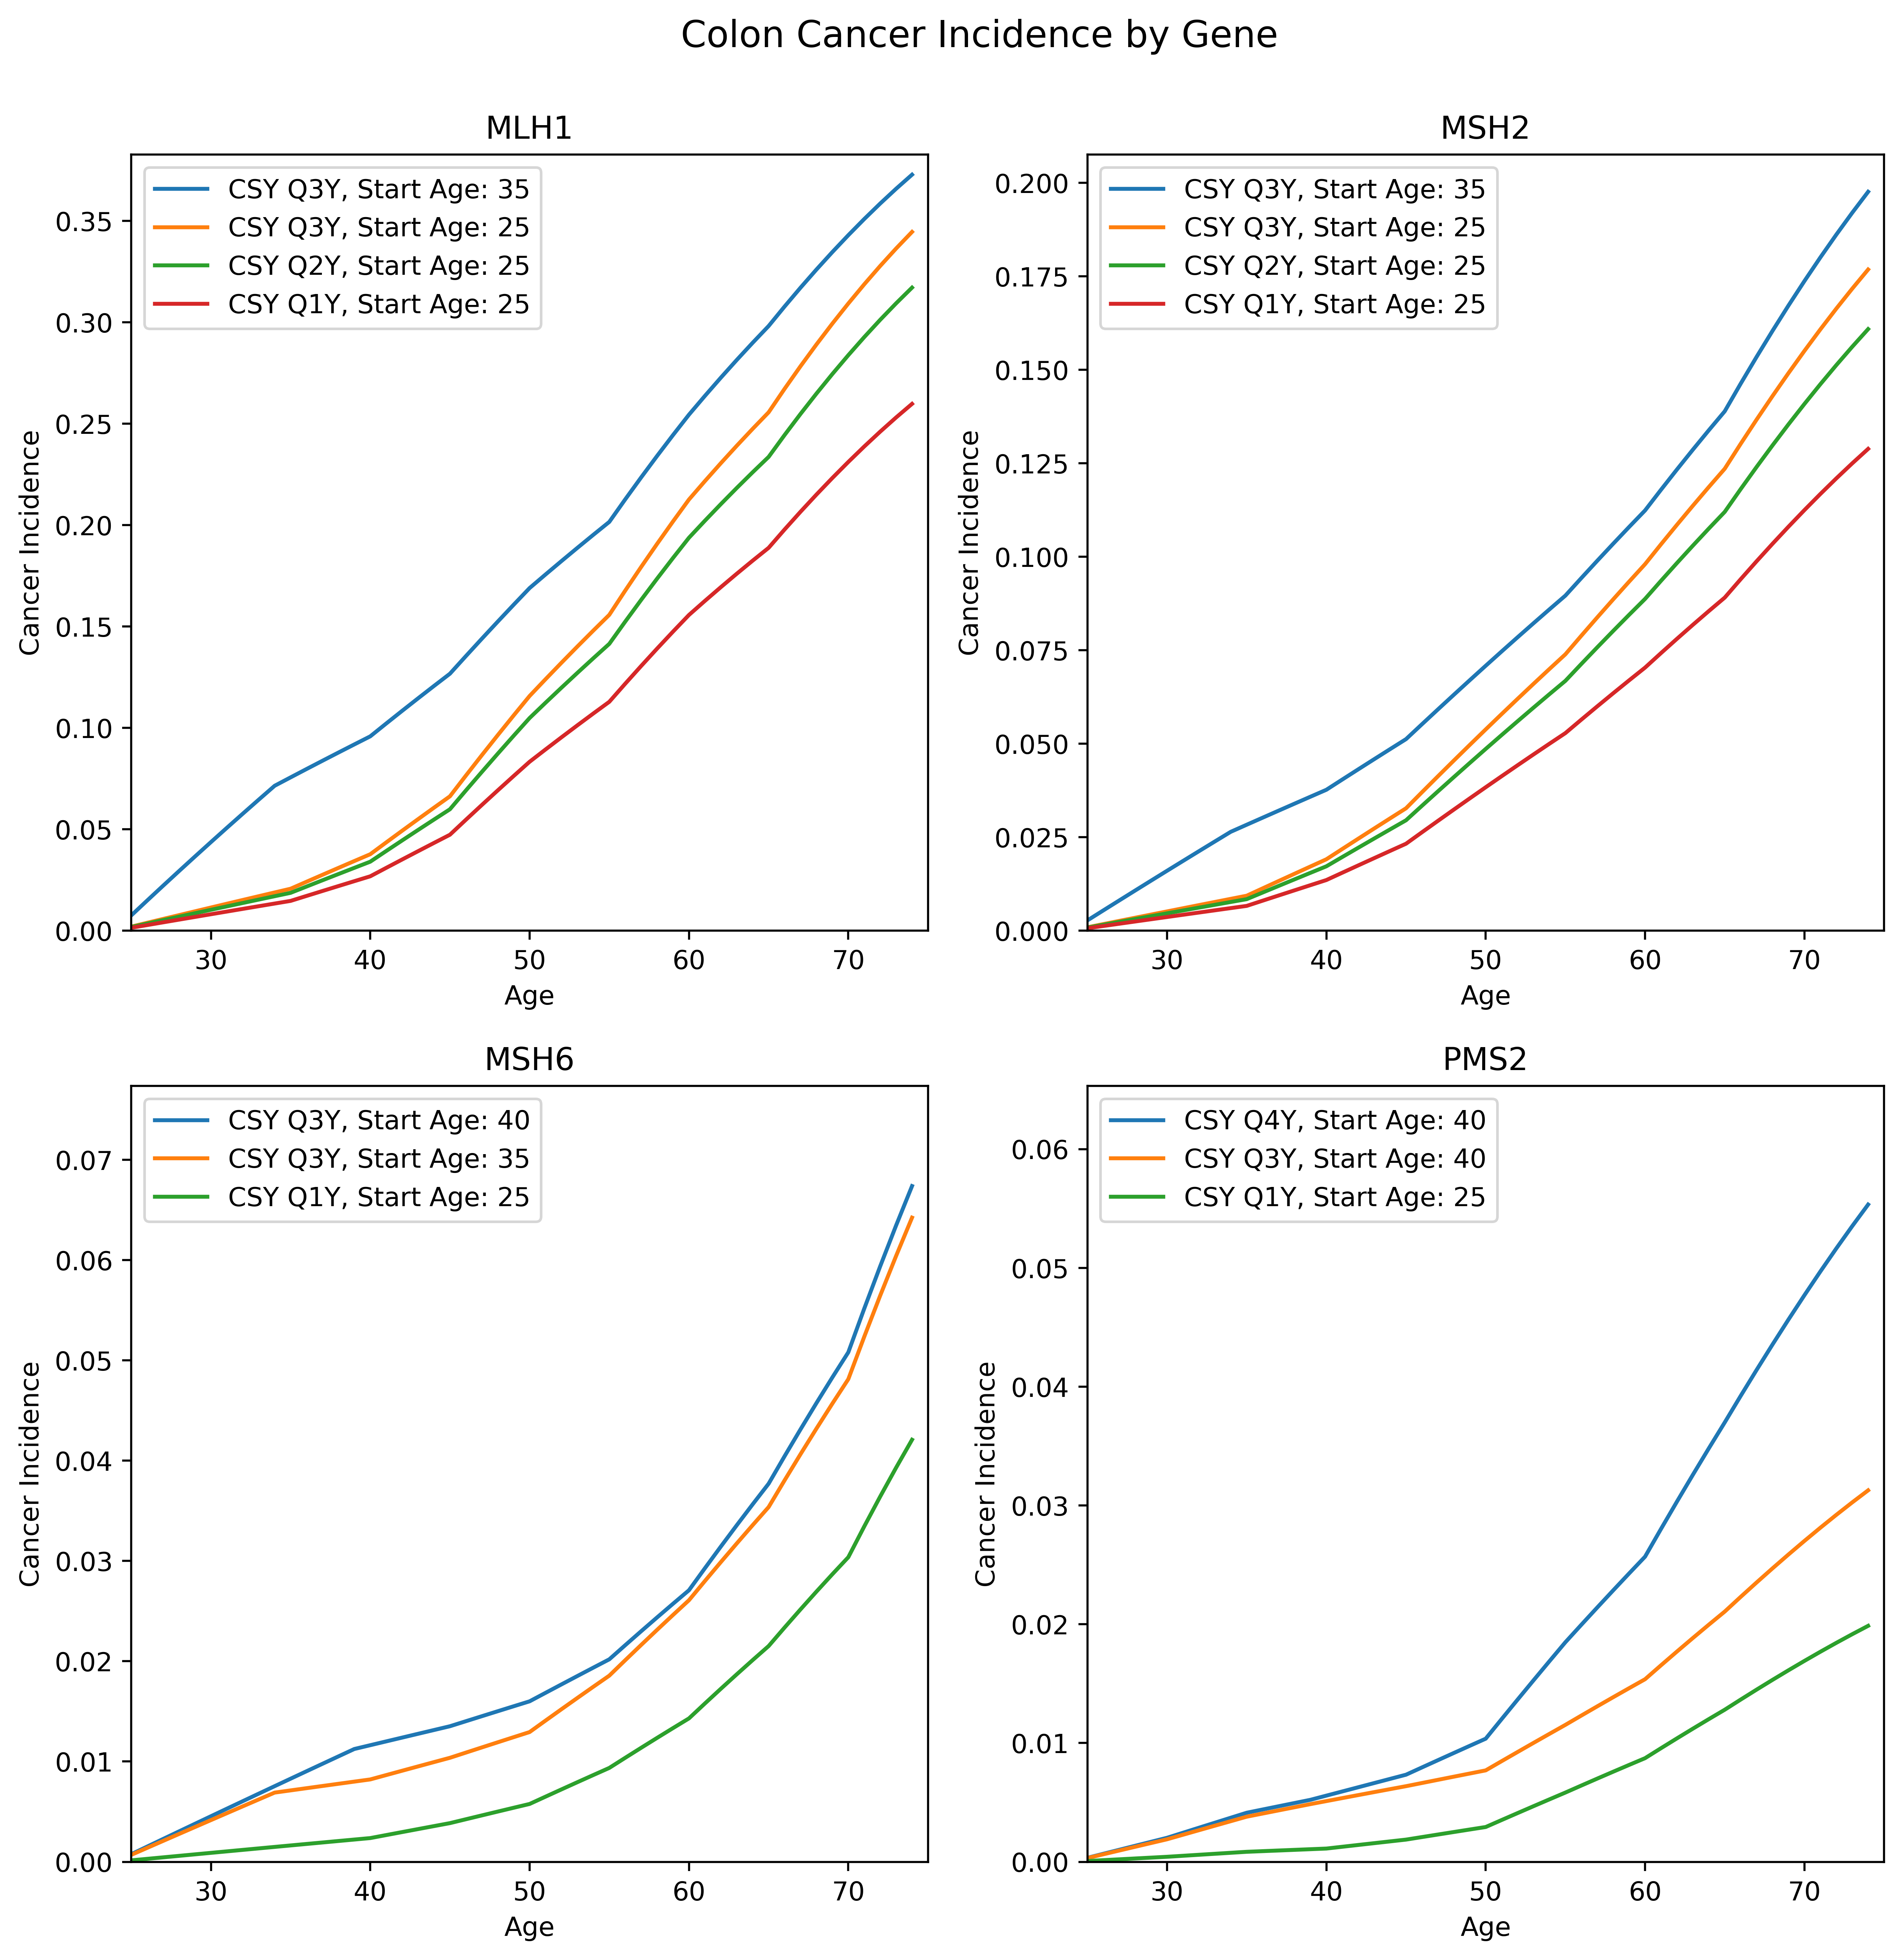 Colon Cancer Incidence by Gene
MLH1
CSY Q3Y, Start Age: 35
CSY Q3Y, Start Age: 25
CSY Q2Y, Start Age: 25
CSY Q1Y, Start Age: 25
0.35
0.30
0.25
0.20
0.15
0.10
0.05
0.00
Cancer Incidence
30 40 50 60 70
Age
MSH2
CSY Q3Y, Start Age: 35
CSY Q3Y, Start Age: 25
CSY Q2Y, Start Age: 25
CSY Q1Y, Start Age: 25
0.200
0.175
0.150
0.125
0.100
0.075
0.050
0.025
0.000
Cancer Incidence
30 40 50 60 70
Age
MSH6
CSY Q3Y, Start Age: 40
CSY Q3Y, Start Age: 35
CSY Q1Y, Start Age: 25
0.07
0.06
0.05
0.04
0.03
0.02
0.01
0.00
Cancer Incidence
30 40 50 60 70
Age
PMS2
CSY Q4Y, Start Age: 40
CSY Q3Y, Start Age: 40
CSY Q1Y, Start Age: 25
0.06
0.05
0.04
0.03
0.02
0.01
0.00
Cancer Incidence
30 40 50 60 70
Age